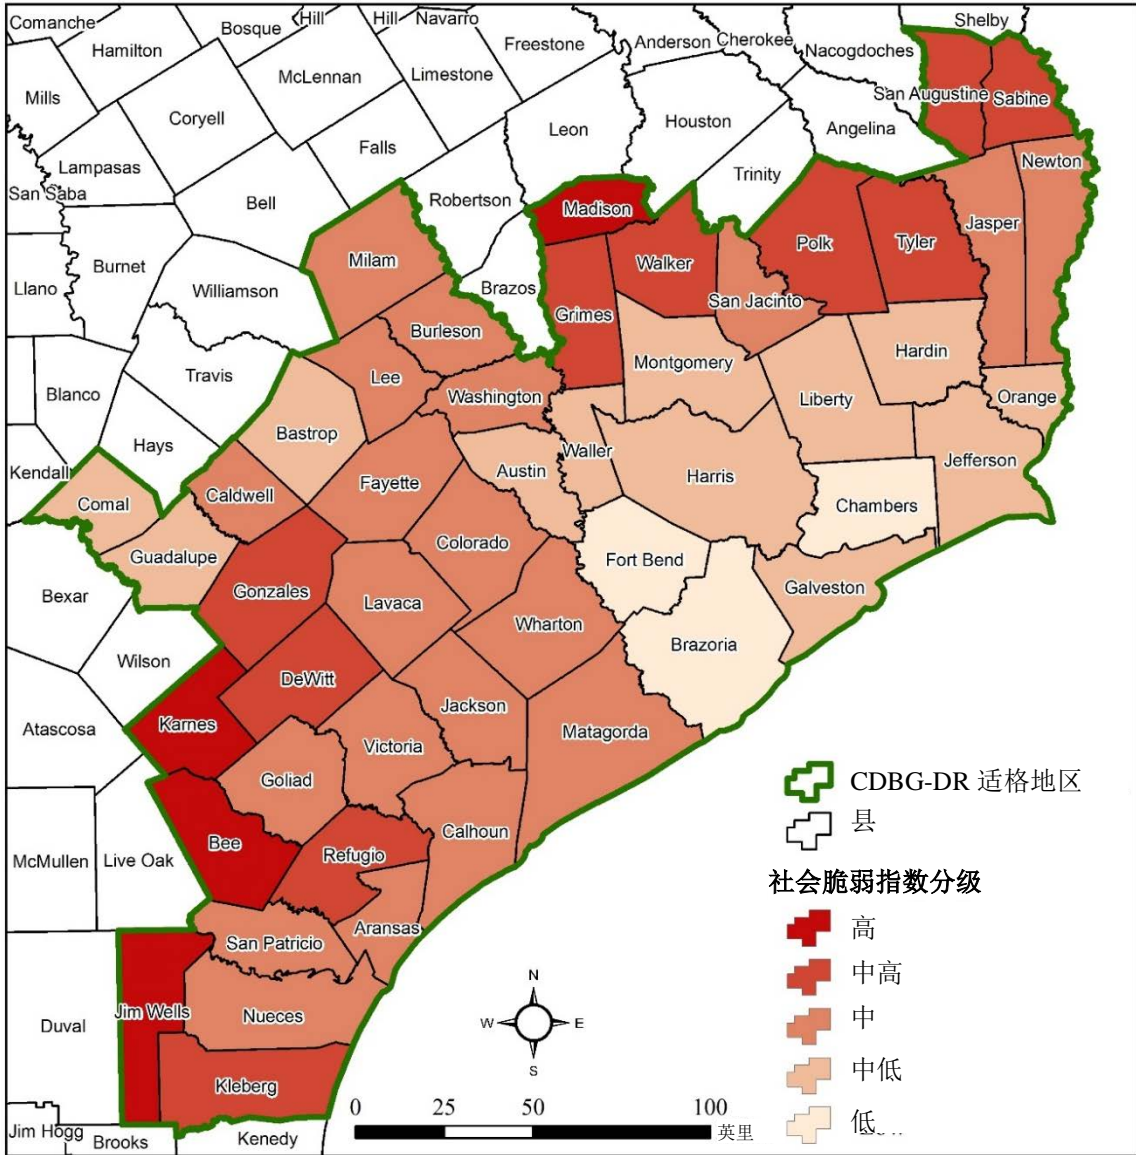 Comanche
Hill
Hill
Navarro
Shelby
Bosque
Hamilton
Freestone
Anderson
Cherokee
Nacogdoches
McLennan
Limestone
Mills
San Augustine
Sabine
Coryell
Leon
Houston
Angelina
Falls
Lampasas
Trinity
Newton
San Saba
Bell
Robertson
Madison
Jasper
Milam
Walker
Polk
Tyler
Burnet
Llano
Williamson
Brazos
San Jacinto
Grimes
Burleson
Hardin
Montgomery
Travis
Lee
Blanco
Washington
Liberty
Orange
Bastrop
Hays
Waller
Jefferson
Kendall
Austin
Harris
Fayette
Comal
Caldwell
Chambers
Colorado
Guadalupe
Fort Bend
Galveston
Bexar
Gonzales
Lavaca
Wharton
Brazoria
Wilson
DeWitt
Jackson
Atascosa
Karnes
Matagorda
Victoria
Goliad
CDBG-DR 适格地区
县
Calhoun
Bee
Refugio
McMullen
Live Oak
社会脆弱指数分级
Aransas
高
San Patricio
中高
N
Jim Wells
Nueces
W
E
Duval
中
S
Kleberg
中低
0
25
50
100
英里
低
Jim Hogg
Brooks
Kenedy